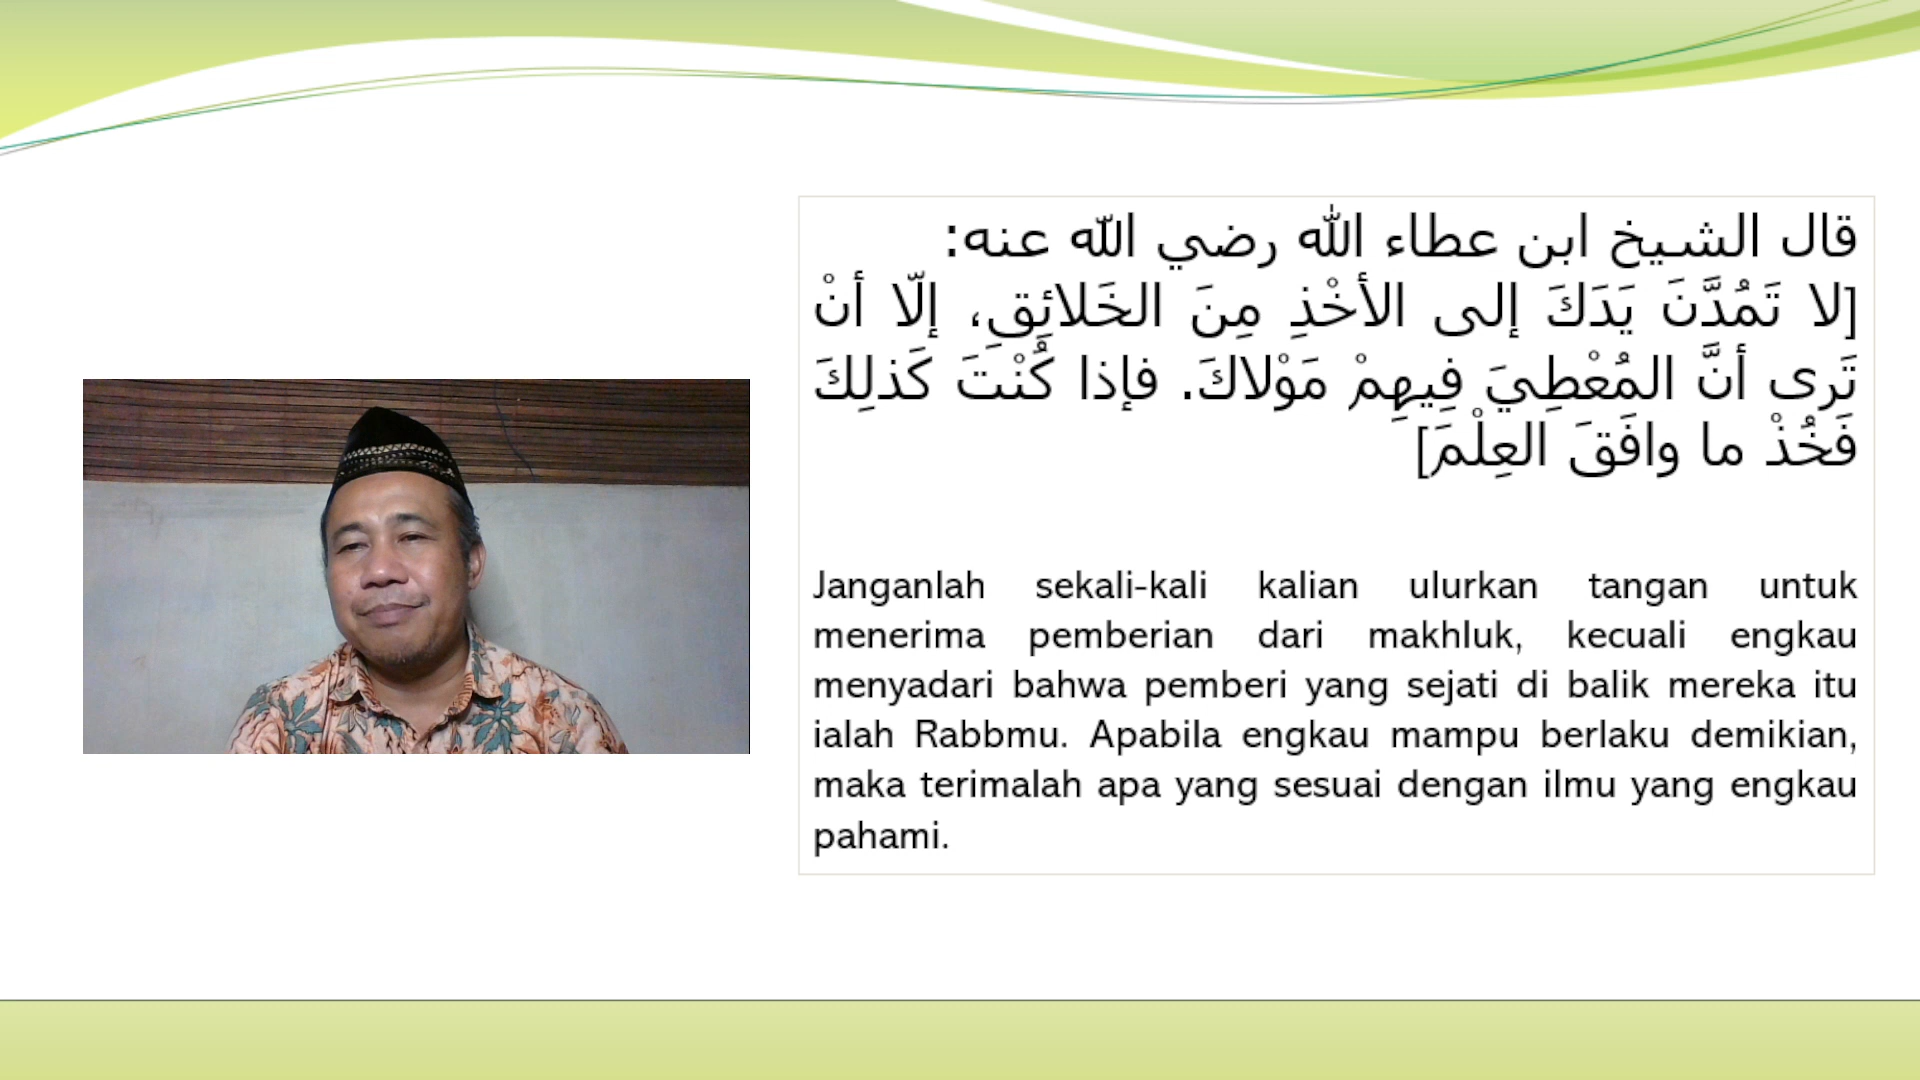 قال الشيخ ابن عطاء الله رضي الله عنه:
[لا تَمُدَّنَ يَدَكَ إلى الأخْذِ مِنَ الخَلائِقِ، إلّا أنْ
تَرى أنَّ المُعْطِيَ فِيهِمْ مَوْلاكَ. فإذا كُنْتَ كَذلِكَ
فَخُذْ ما وافَقَ العِلْمَ]
Janganlah sekali-kali kalian ulurkan tangan untuk
menerima pemberian dari makhluk, kecuali engkau
menyadari bahwa pemberi yang sejati di balik mereka itu
ialah Rabbmu. Apabila engkau mampu berlaku demikian,
maka terimalah apa yang sesuai dengan ilmu yang engkau
pahami.